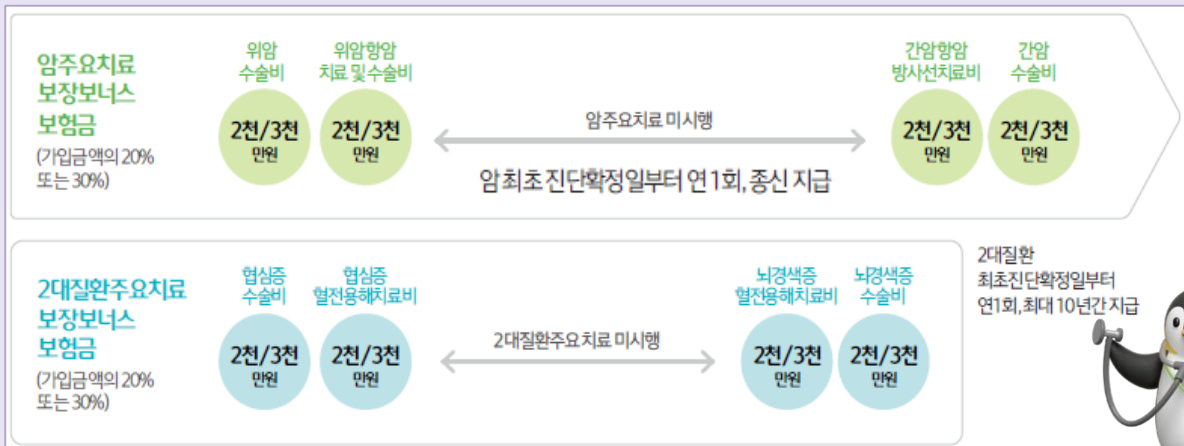 암주요치료
보장보너스
보험금
(가입금액의 20%
또는 30%)
위암
수술비
2천/3천
만원
위암항암
치료 및 수술비
2천/3천
만원
암주요치료 미시행
암 최초 진단확정일부터 연 1회, 종신 지급
간암항암
방사선치료비
2천/3천
만원
간암
수술비
2천/3천
만원
2대질환주요치료
보장보너스
보험금
(가입금액의 20%
또는 30%)
협심증
수술비
2천/3천
만원
협심증
혈전용해치료비
2천/3천
만원
2대질환주요치료 미시행
뇌경색증
혈전용해치료비
2천/3천
만원
뇌경색증
수술비
2천/3천
만원
2대질환
최초진단확정일부터
연1회, 최대 10년간 지급